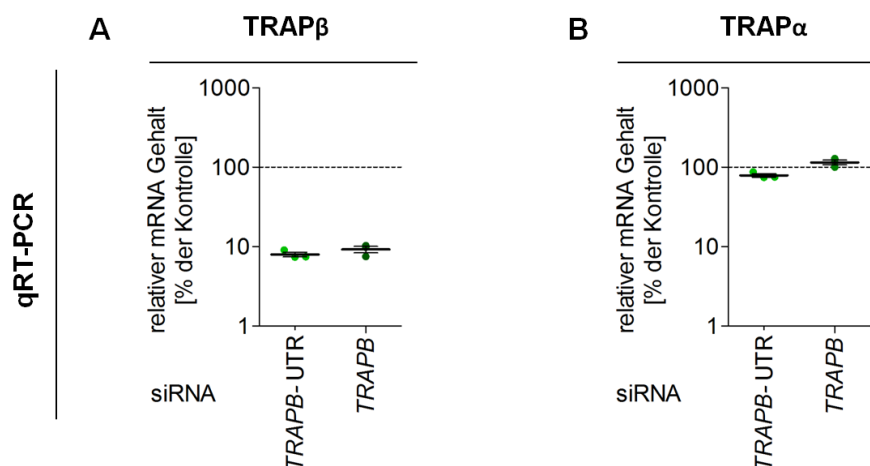 A
TRAPβ
qRT-PCR
relativer mRNA Gehalt
[% der Kontrolle]
1000
100
10
1
siRNA
TRAPB- UTR
TRAPB
B
TRAPα
relativer mRNA Gehalt
[% der Kontrolle]
1000
100
10
1
siRNA
TRAPB- UTR
TRAPB